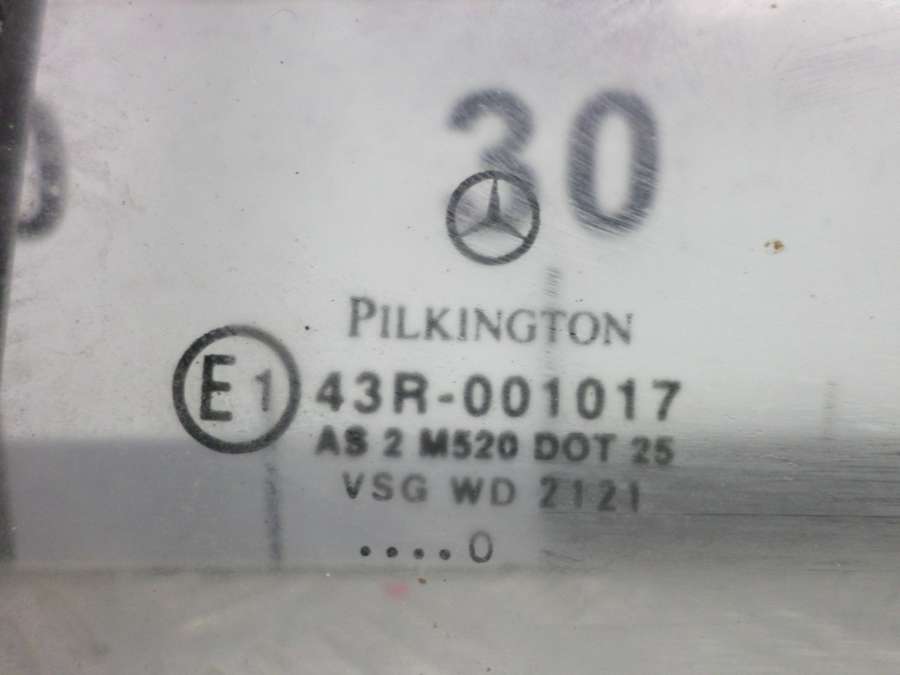 30
PILKINGTON
E1 43R-001017
AS 2 M520 DOT 25
VSG WD 2121
....0